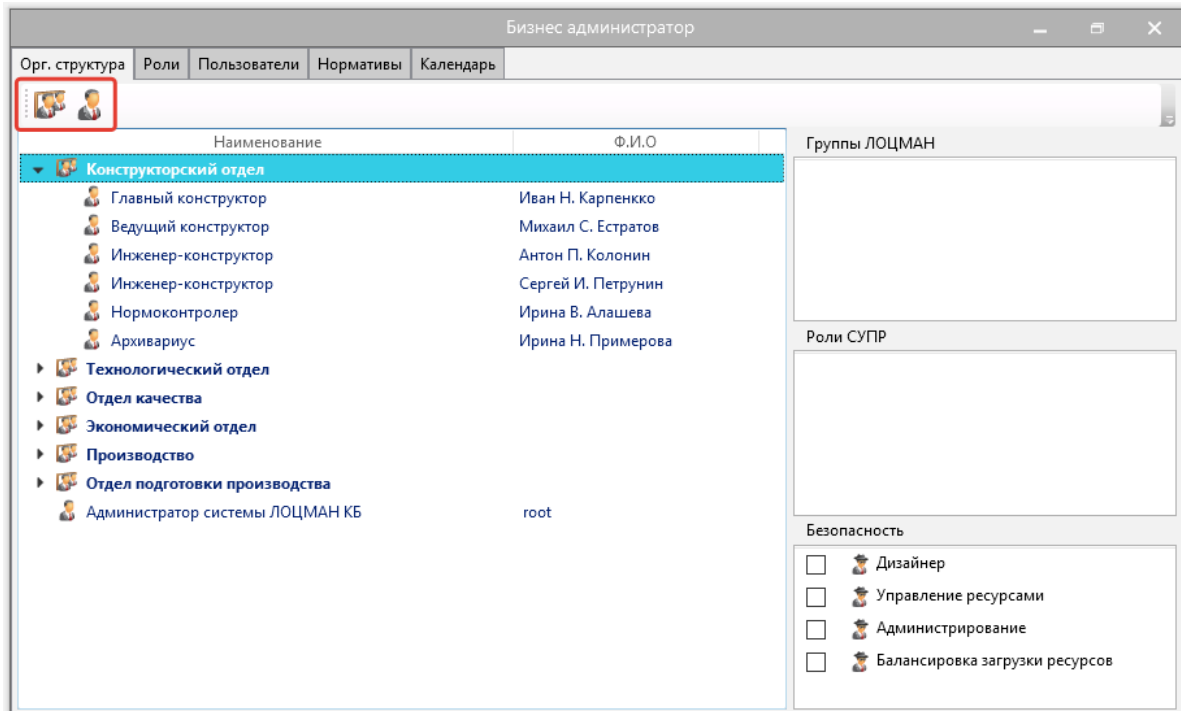 Бизнес администратор
Орг. структура Роли Пользователи Нормативы Календарь
Наименование Ф.И.О
Конструкторский отдел
Главный конструктор Иван Н. Карпенкко
Ведущий конструктор Михаил С. Естратов
Инженер-конструктор Антон П. Колонин
Инженер-конструктор Сергей И. Петрунин
Нормоконтролер Ирина В. Алашева
Архивариус Ирина Н. Примерова
Технологический отдел
Отдел качества
Экономический отдел
Производство
Отдел подготовки производства
Администратор системы ЛОЦМАН КБ root
Группы ЛОЦМАН
Роли СУПР
Безопасность
Дизайнер
Управление ресурсами
Администрирование
Балансировка загрузки ресурсов